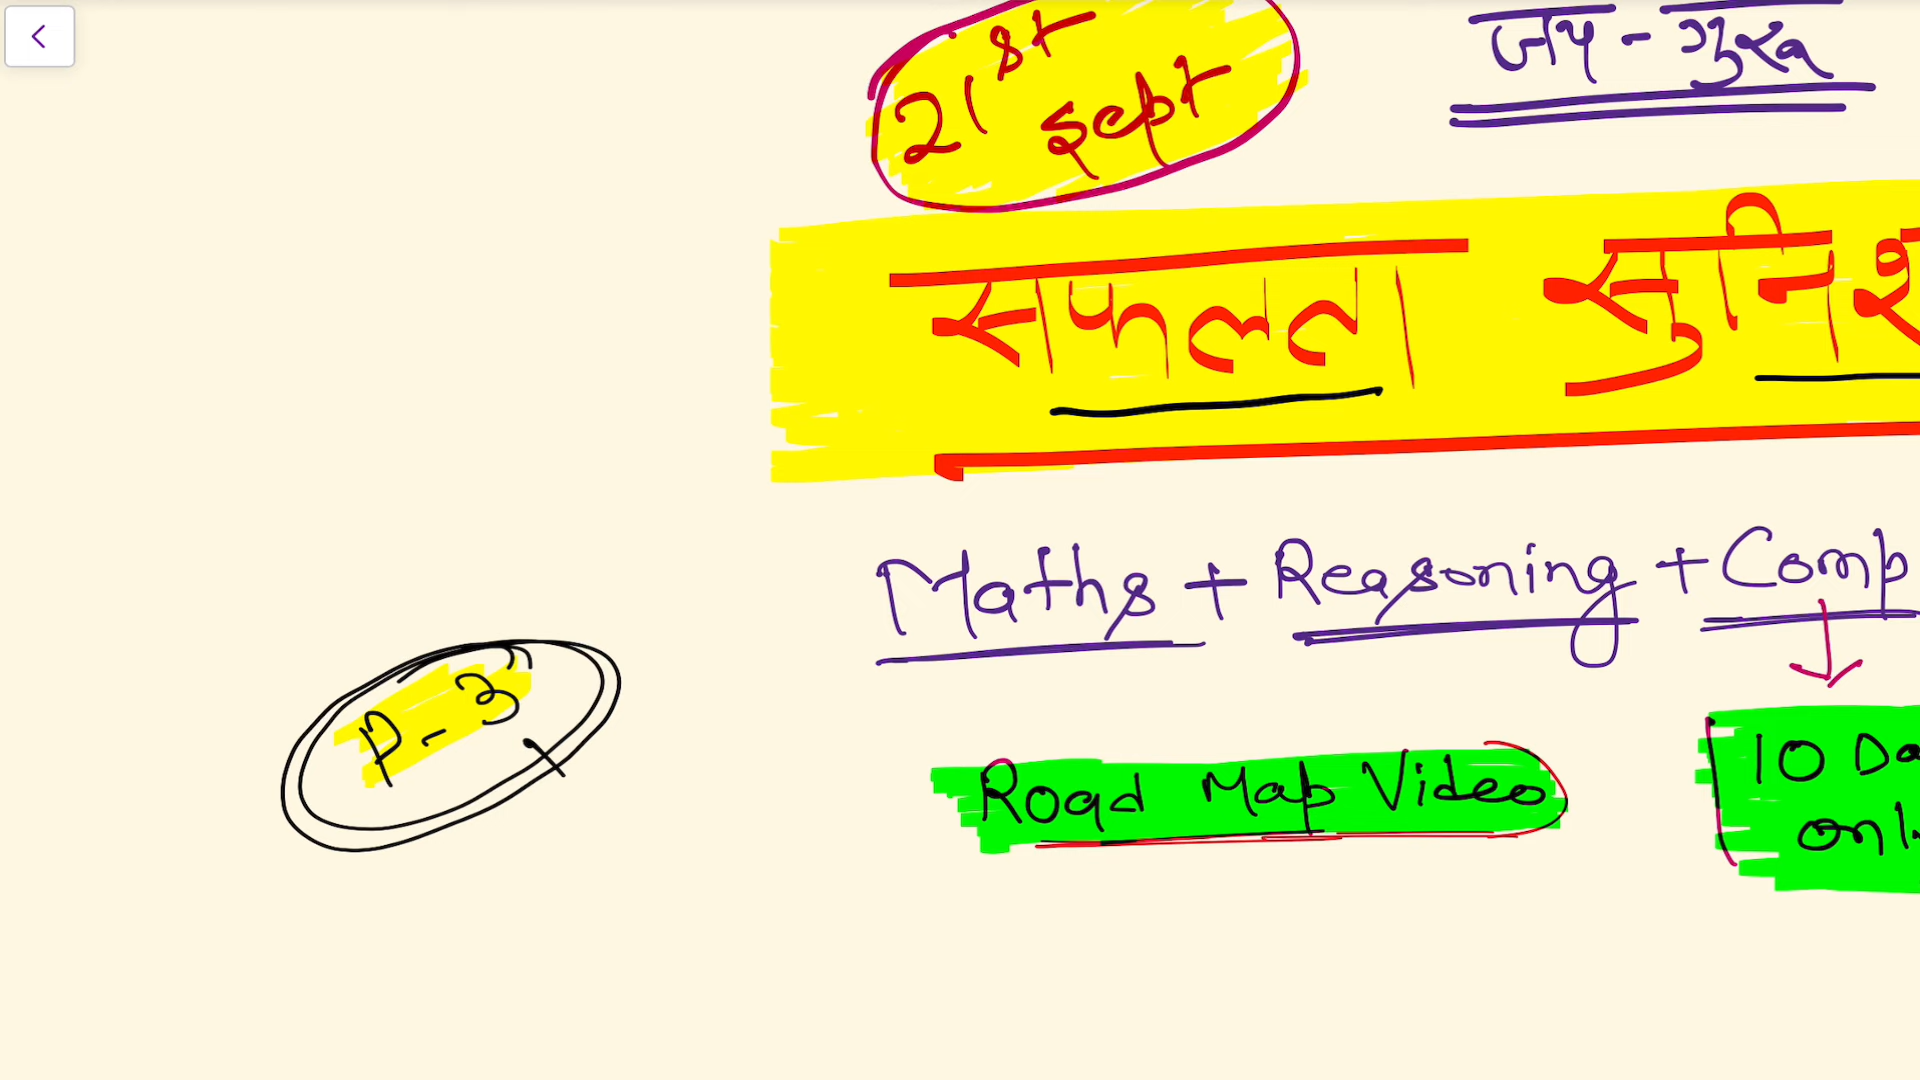 21st sept
जय - गुरु
सफलता सुनिश
Maths + Reasoning + Comp
P-3
Road Map Video
10 Da
onl